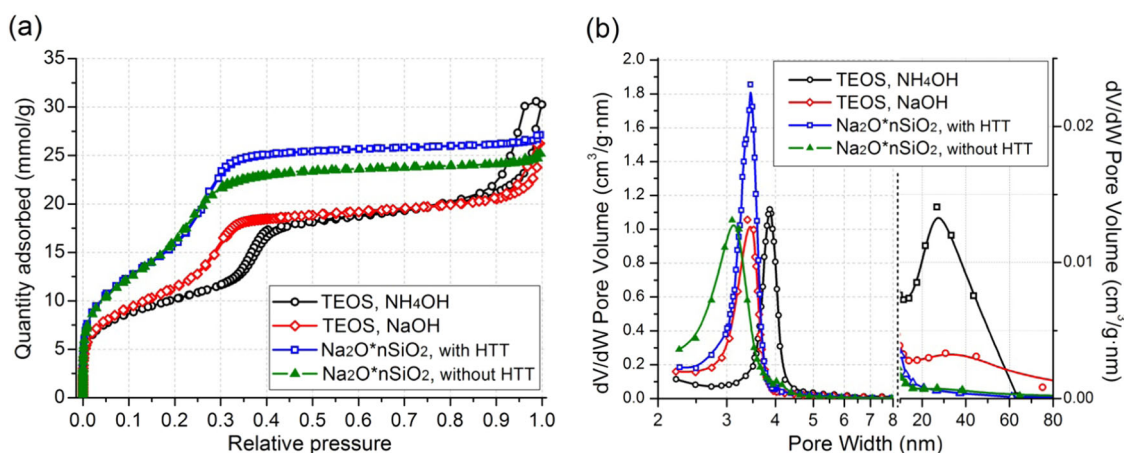 (a)
35
30
25
20
15
10
5
0
Quantity adsorbed (mmol/g)
TEOS, NH₄OH
TEOS, NaOH
Na₂O*nSiO₂, with HTT
Na₂O*nSiO₂, without HTT
0.0 0.1 0.2 0.3 0.4 0.5 0.6 0.7 0.8 0.9 1.0
Relative pressure
(b)
2.0
1.8
1.6
1.4
1.2
1.0
0.8
0.6
0.4
0.2
0.0
dV/dW Pore Volume (cm³/g·nm)
TEOS, NH₄OH
TEOS, NaOH
Na₂O*nSiO₂, with HTT
Na₂O*nSiO₂, without HTT
0.02
0.01
0.00
dV/dW Pore Volume (cm³/g·nm)
2 3 4 5 6 7 8 20 40 60 80
Pore Width (nm)